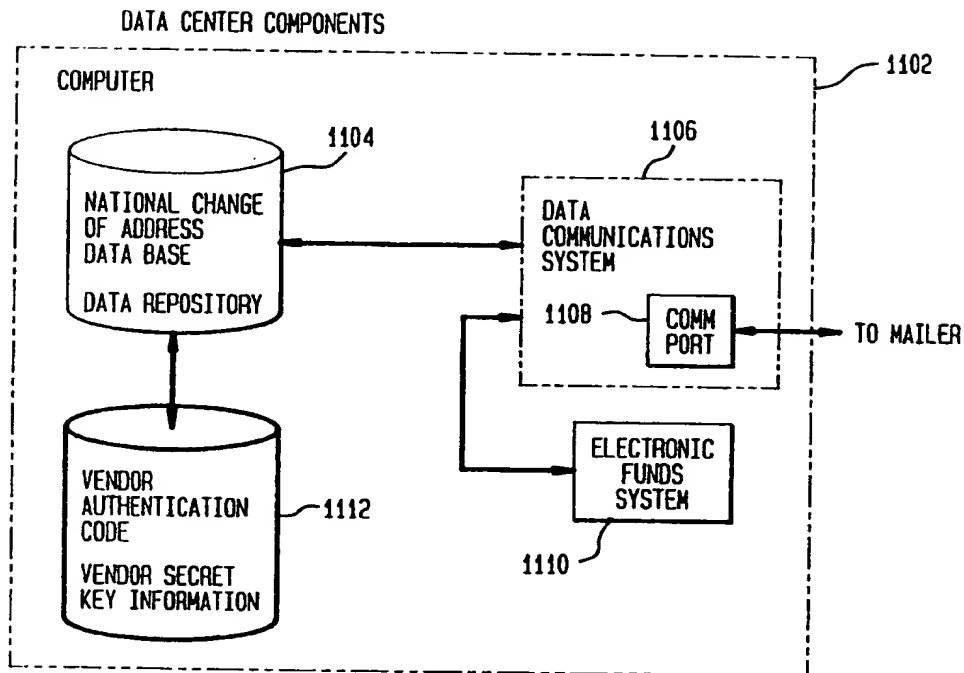 DATA CENTER COMPONENTS
COMPUTER
1102
1104
NATIONAL CHANGE
OF ADDRESS
DATA BASE
DATA REPOSITORY
1106
DATA
COMMUNICATIONS
SYSTEM
1108
COMM
PORT
TO MAILER
ELECTRONIC
FUNDS
SYSTEM
1110
VENDOR
AUTHENTICATION
CODE
VENDOR SECRET
KEY INFORMATION
1112